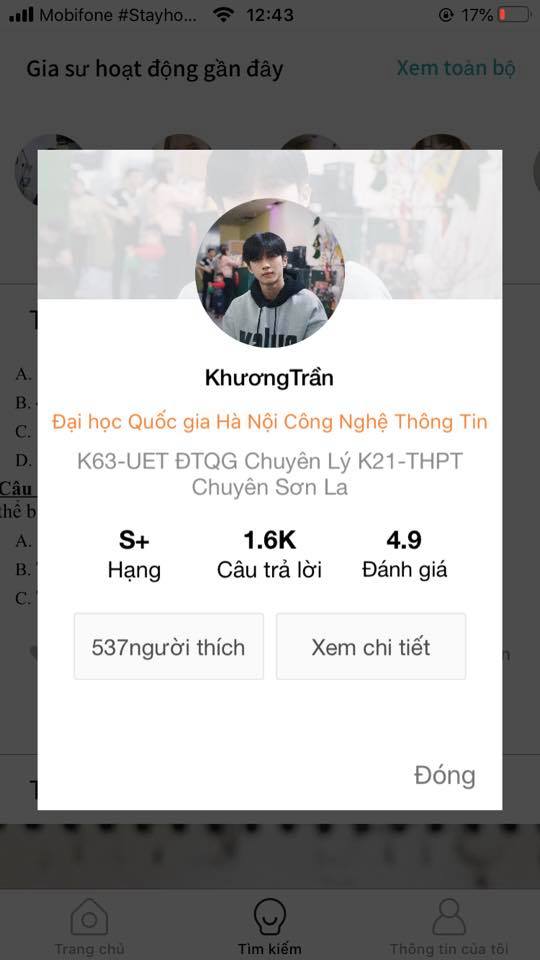 Mobifone #Stayho... 12:43 17%
Gia sư hoạt động gần đây Xem toàn bộ
A.
B.
C.
D.
Câu
thể b
A.
B.
C.
KhươngTrần
Đại học Quốc gia Hà Nội Công Nghệ Thông Tin
K63-UET ĐTQG Chuyên Lý K21-THPT
Chuyên Sơn La
S+ 1.6K 4.9
Hạng Câu trả lời Đánh giá
537người thích Xem chi tiết
Đóng
Trang chủ Tìm kiếm Thông tin của tôi